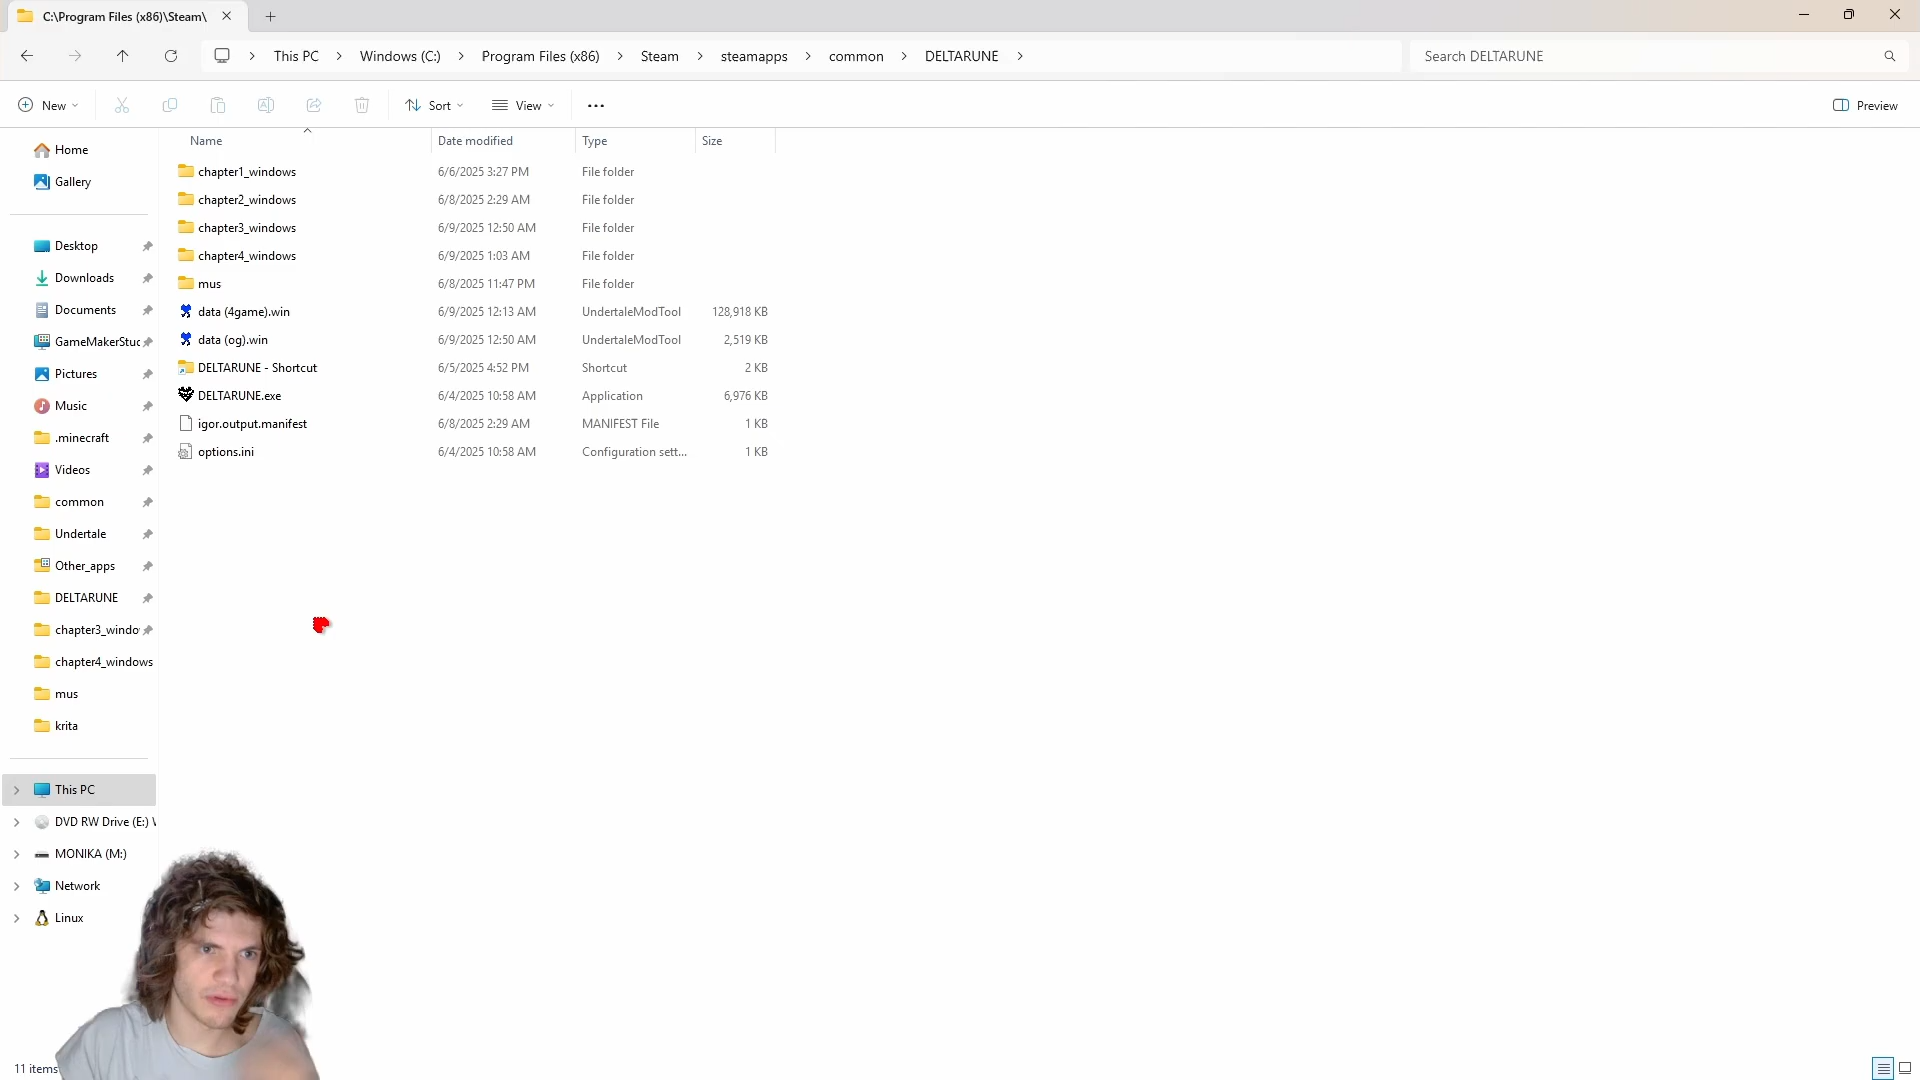 C:\Program Files (x86)\Steam\
This PC > Windows (C:) > Program Files (x86) > Steam > steamapps > common > DELTARUNE >
Search DELTARUNE
New
Sort
View
Preview
Name Date modified Type Size
chapter1_windows 6/6/2025 3:27 PM File folder
chapter2_windows 6/8/2025 2:29 AM File folder
chapter3_windows 6/9/2025 12:50 AM File folder
chapter4_windows 6/9/2025 1:03 AM File folder
mus 6/8/2025 11:47 PM File folder
data (4game).win 6/9/2025 12:13 AM UndertaleModTool 128,918 KB
data (og).win 6/9/2025 12:50 AM UndertaleModTool 2,519 KB
DELTARUNE - Shortcut 6/5/2025 4:52 PM Shortcut 2 KB
DELTARUNE.exe 6/4/2025 10:58 AM Application 6,976 KB
igor.output.manifest 6/8/2025 2:29 AM MANIFEST File 1 KB
options.ini 6/4/2025 10:58 AM Configuration sett... 1 KB
Home
Gallery
Desktop
Downloads
Documents
GameMakerStuc
Pictures
Music
.minecraft
Videos
common
Undertale
Other_apps
DELTARUNE
chapter3_windo
chapter4_windows
mus
krita
This PC
DVD RW Drive (E:)
MONIKA (M:)
Network
Linux
11 items